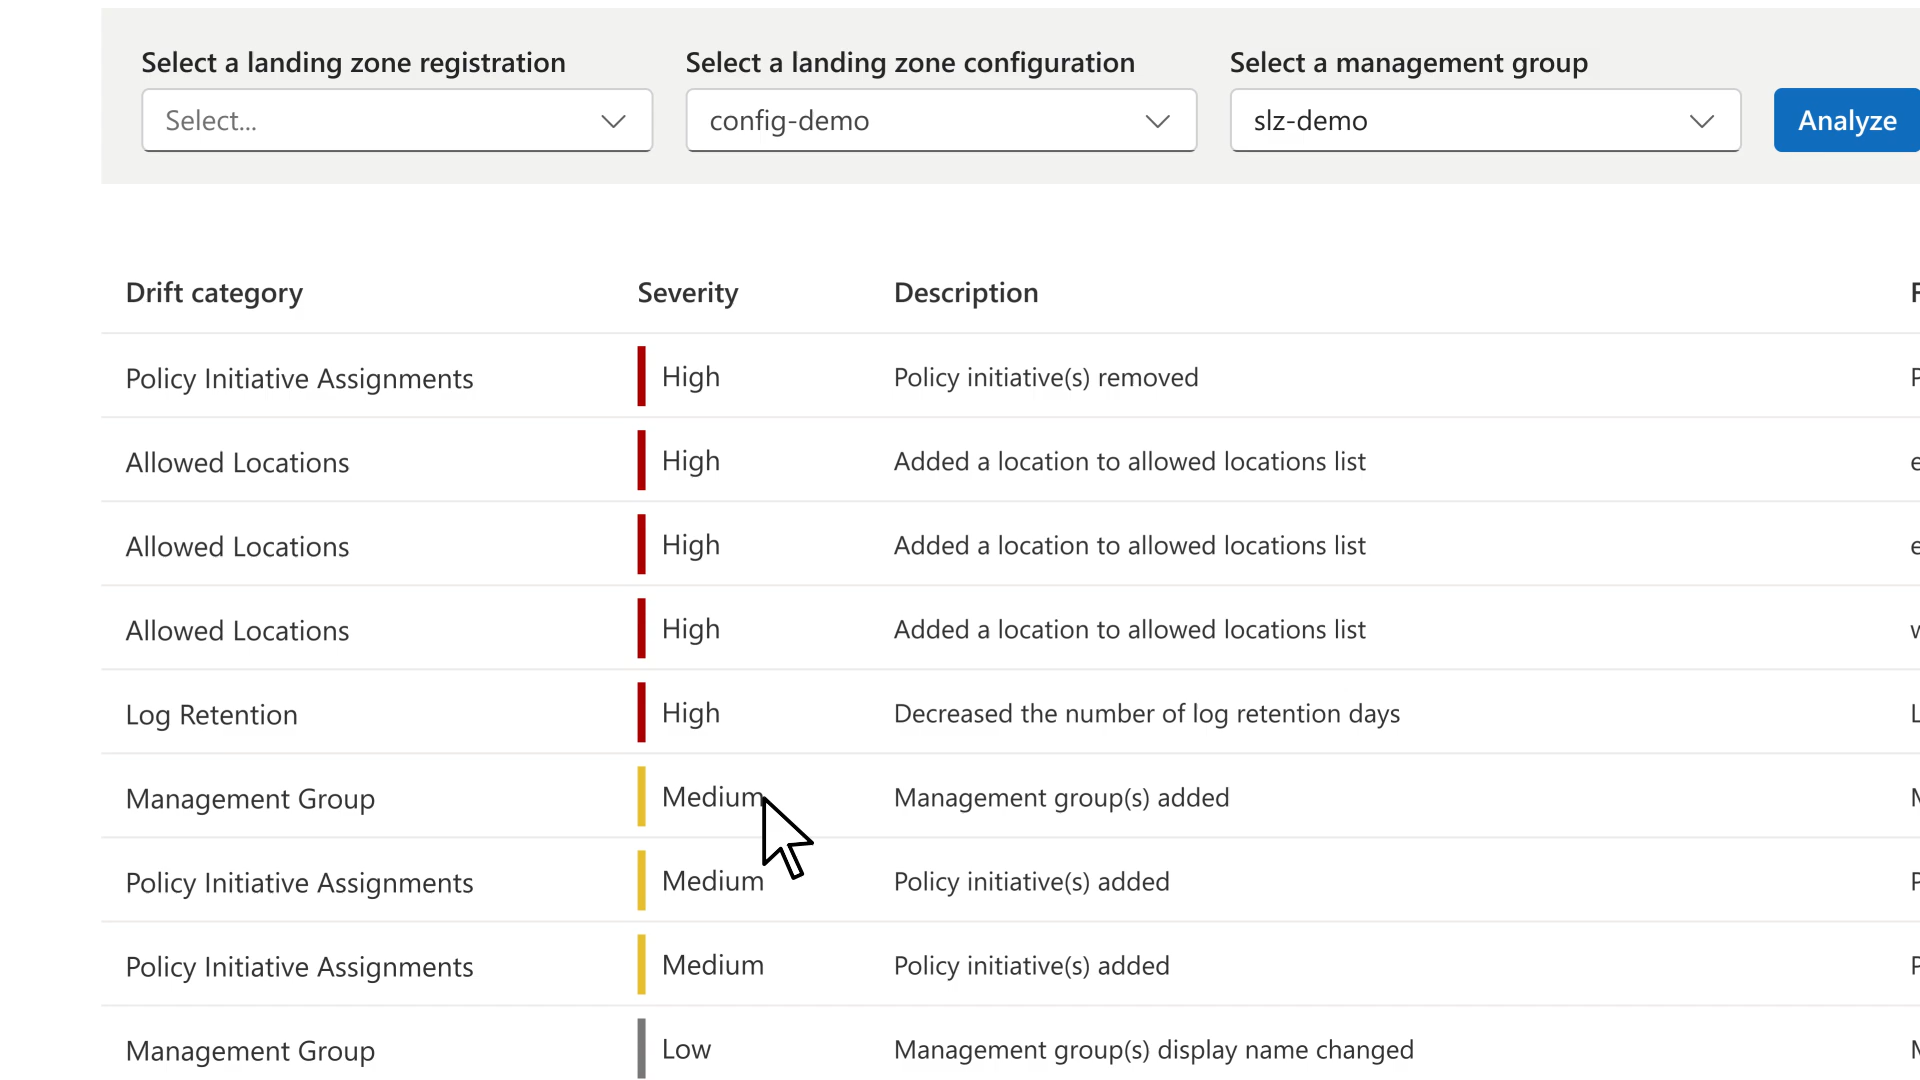 Select a landing zone registration Select a landing zone configuration Select a management group
Select... config-demo slz-demo Analyze
Drift category Severity Description
Policy Initiative Assignments High Policy initiative(s) removed
Allowed Locations High Added a location to allowed locations list
Allowed Locations High Added a location to allowed locations list
Allowed Locations High Added a location to allowed locations list
Log Retention High Decreased the number of log retention days
Management Group Medium Management group(s) added
Policy Initiative Assignments Medium Policy initiative(s) added
Policy Initiative Assignments Medium Policy initiative(s) added
Management Group Low Management group(s) display name changed